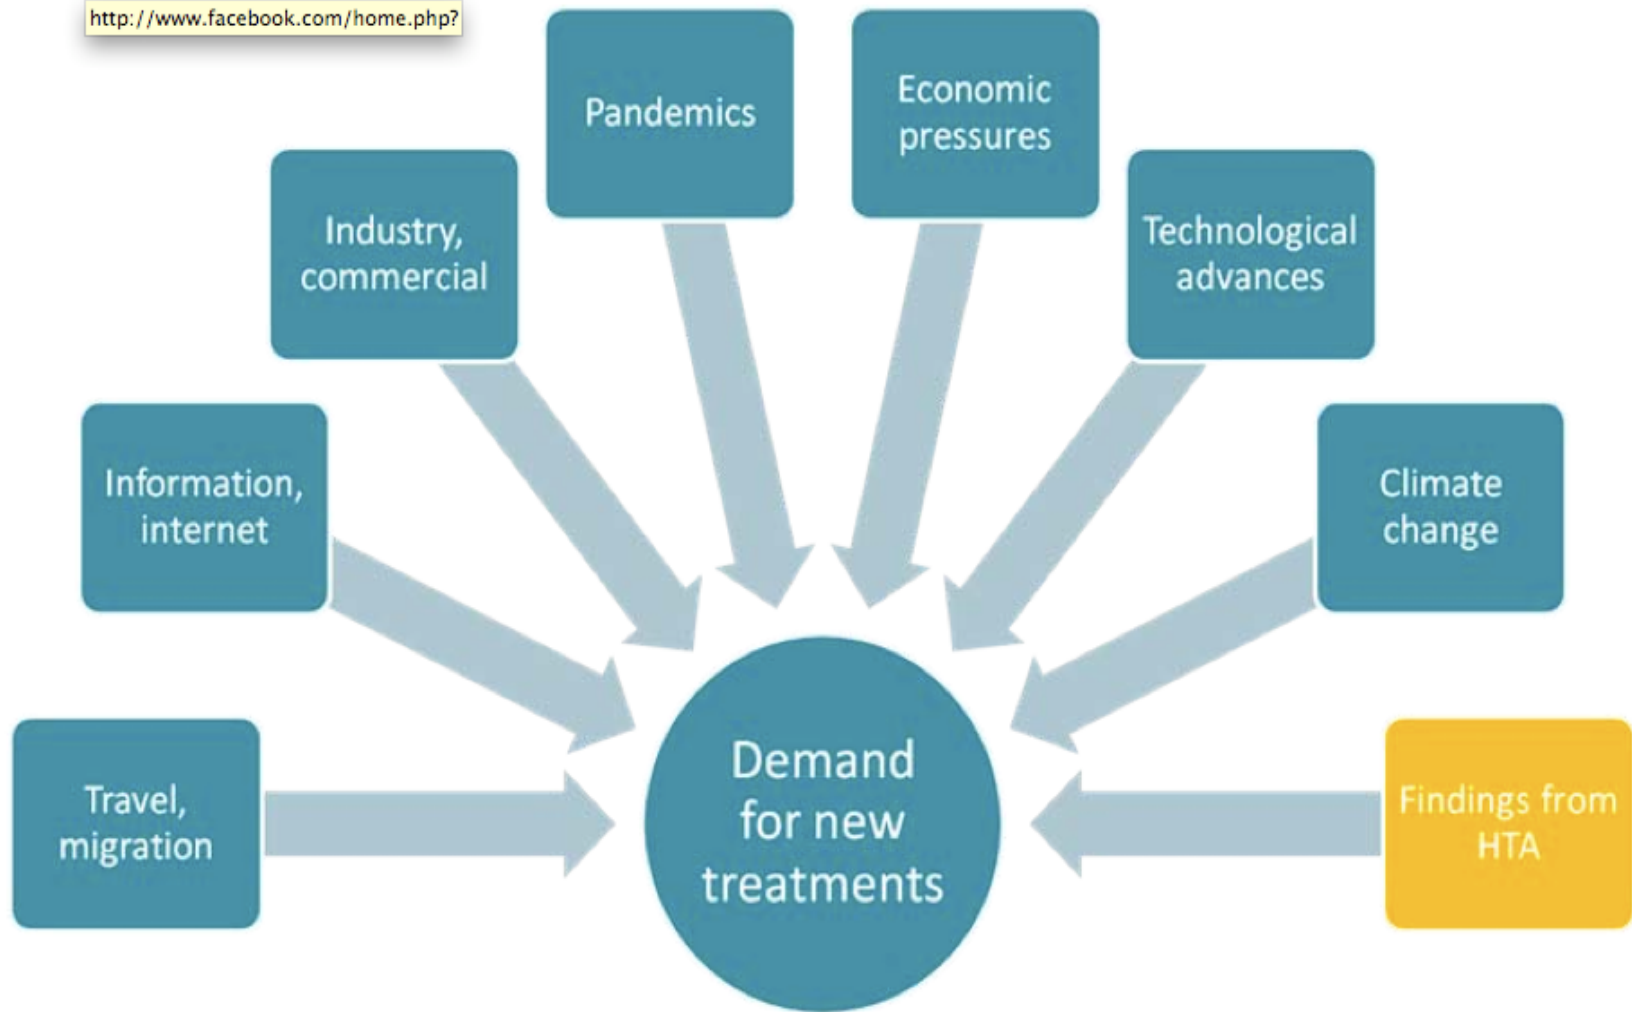 http://www.facebook.com/home.php?
Pandemics
Economic
pressures
Industry,
commercial
Technological
advances
Information,
internet
Climate
change
Travel,
migration
Demand
for new
treatments
Findings from
HTA